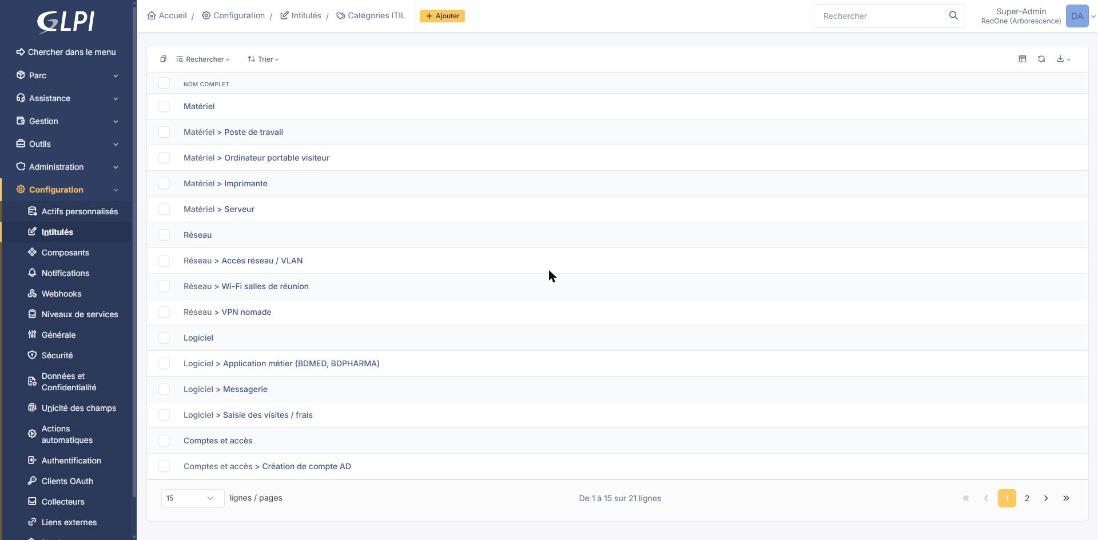 GLPI
Accueil / Configuration / Intitulés / Catégories ITIL + Ajouter
Rechercher
Super-Admin
RedOne (Arborescence)
DA
Chercher dans le menu
Parc
Assistance
Gestion
Outils
Administration
Configuration
Actifs personnalisés
Intitulés
Composants
Notifications
Webhooks
Niveaux de services
Générale
Sécurité
Données et
Confidentialité
Unicité des champs
Actions
automatiques
Authentification
Clients OAuth
Collecteurs
Liens externes
Rechercher Trier
NOM COMPLET
Matériel
Matériel > Poste de travail
Matériel > Ordinateur portable visiteur
Matériel > Imprimante
Matériel > Serveur
Réseau
Réseau > Accès réseau / VLAN
Réseau > Wi-Fi salles de réunion
Réseau > VPN nomade
Logiciel
Logiciel > Application métier (BDMED, BDPHARMA)
Logiciel > Messagerie
Logiciel > Saisie des visites / frais
Comptes et accès
Comptes et accès > Création de compte AD
15 lignes / pages De 1 à 15 sur 21 lignes « ‹ 1 2 › »